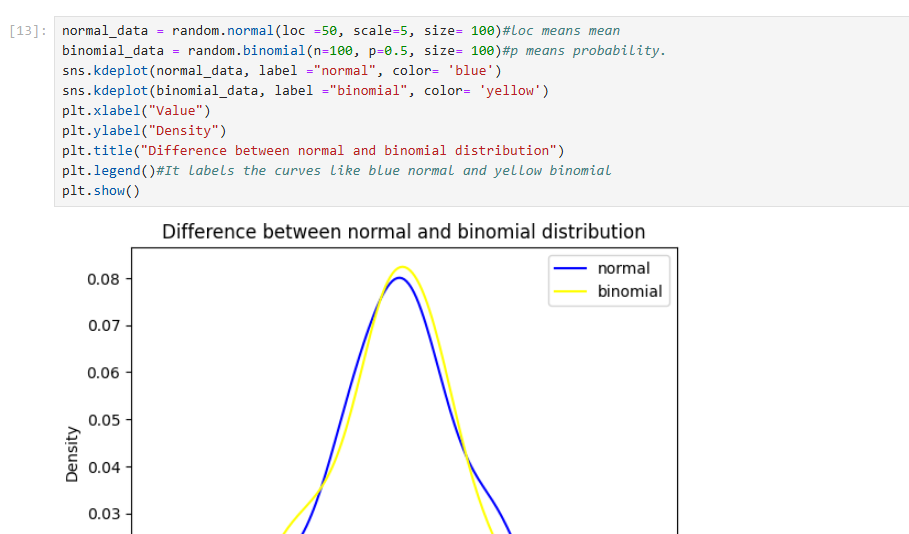 [13]: normal_data = random.normal(loc =50, scale=5, size= 100)#loc means mean
binomial_data = random.binomial(n=100, p=0.5, size= 100)#p means probability.
sns.kdeplot(normal_data, label ="normal", color= 'blue')
sns.kdeplot(binomial_data, label ="binomial", color= 'yellow')
plt.xlabel("Value")
plt.ylabel("Density")
plt.title("Difference between normal and binomial distribution")
plt.legend()#It labels the curves like blue normal and yellow binomial
plt.show()
Difference between normal and binomial distribution
normal
binomial
0.08
0.07
0.06
0.05
0.04
0.03
Density